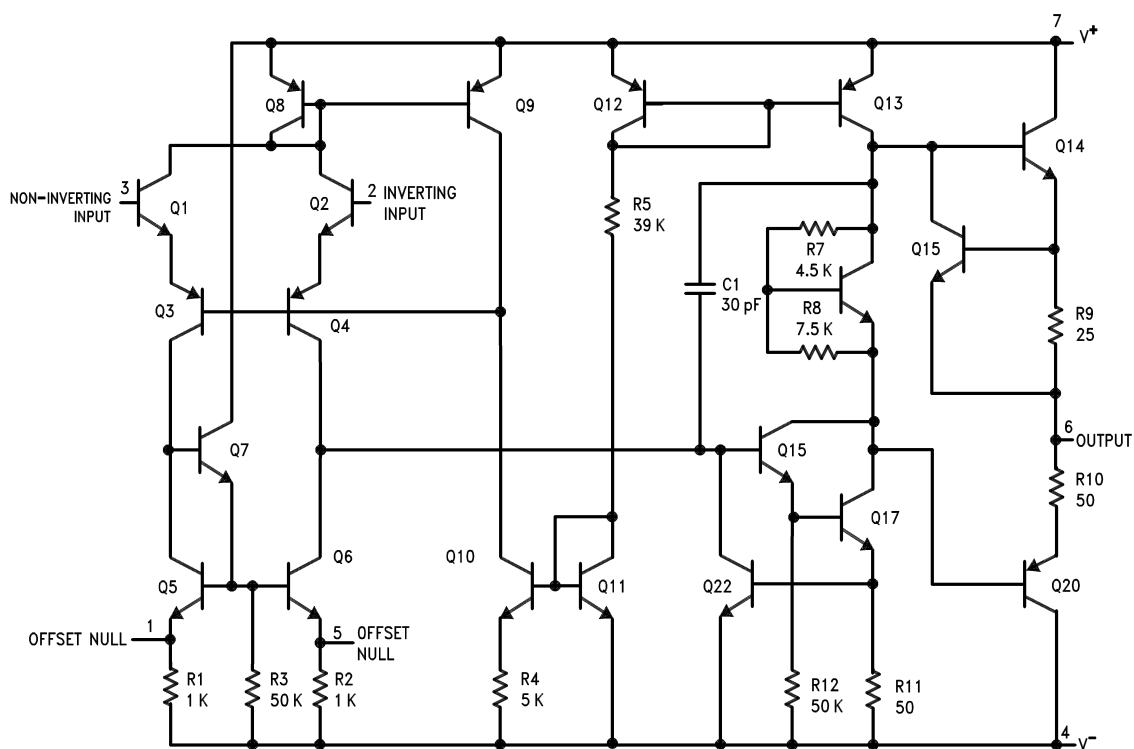 7
V+
Q8
Q9
Q12
Q13
Q14
3
NON-INVERTING
INPUT
Q1
Q2
2 INVERTING
INPUT
R5
39 K
R7
4.5 K
Q15
C1
30 pF
R8
7.5 K
Q3
Q4
R9
25
Q7
Q15
6
OUTPUT
R10
50
Q17
Q5
Q6
Q10
Q11
Q22
Q20
OFFSET NULL
1
5
OFFSET
NULL
R1
1 K
R3
50 K
R2
1 K
R4
5 K
R12
50 K
R11
50
4
V-